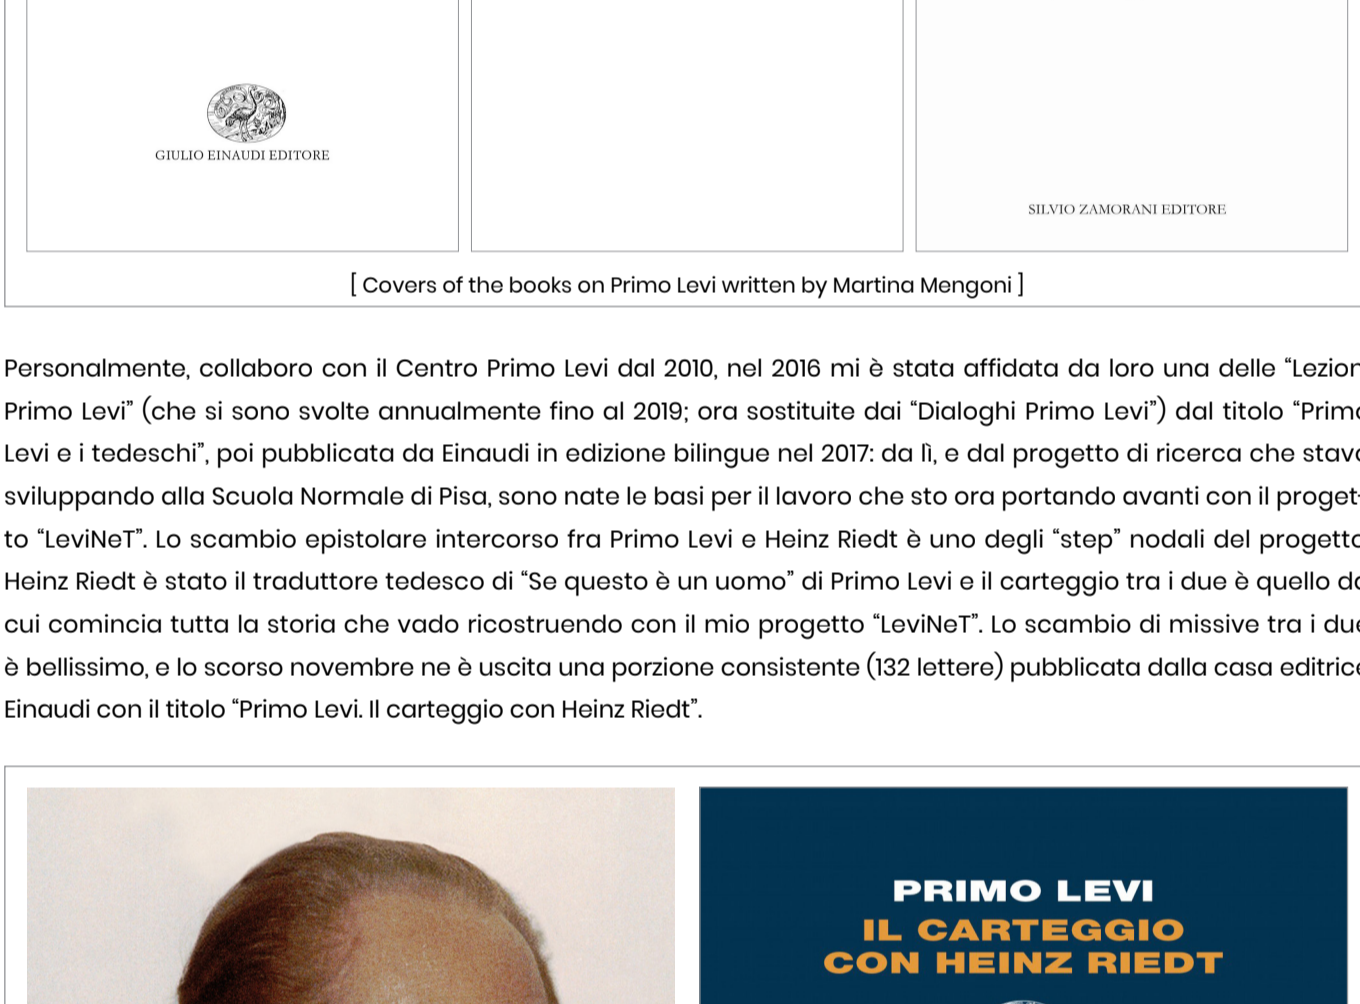 GIULIO EINAUDI EDITORE
SILVIO ZAMORANI EDITORE
[ Covers of the books on Primo Levi written by Martina Mengoni ]
Personalmente, collaboro con il Centro Primo Levi dal 2010, nel 2016 mi è stata affidata da loro una delle “Lezion
Primo Levi” (che si sono svolte annualmente fino al 2019; ora sostituite dai “Dialoghi Primo Levi”) dal titolo “Primo
Levi e i tedeschi”, poi pubblicata da Einaudi in edizione bilingue nel 2017: da lì, e dal progetto di ricerca che stavo
sviluppando alla Scuola Normale di Pisa, sono nate le basi per il lavoro che sto ora portando avanti con il proget-
to “LeviNeT”. Lo scambio epistolare intercorso fra Primo Levi e Heinz Riedt è uno degli “step” nodali del progetto
Heinz Riedt è stato il traduttore tedesco di “Se questo è un uomo” di Primo Levi e il carteggio tra i due è quello da
cui comincia tutta la storia che vado ricostruendo con il mio progetto “LeviNeT”. Lo scambio di missive tra i due
è bellissimo, e lo scorso novembre ne è uscita una porzione consistente (132 lettere) pubblicata dalla casa editrice
Einaudi con il titolo “Primo Levi. Il carteggio con Heinz Riedt”.
PRIMO LEVI
IL CARTEGGIO
CON HEINZ RIEDT